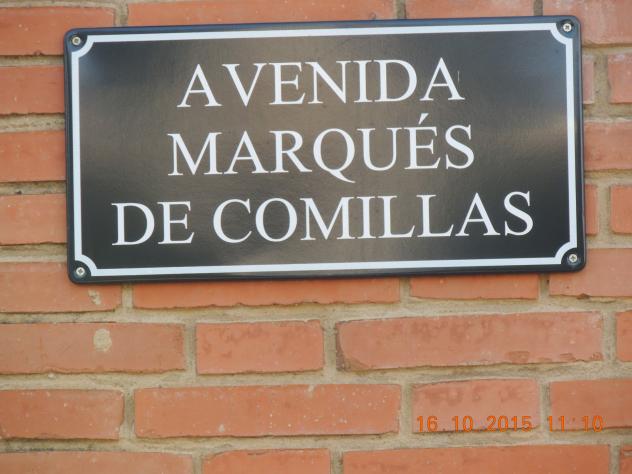 AVENIDA
MARQUÉS
DE COMILLAS
16.10.2015 11:10